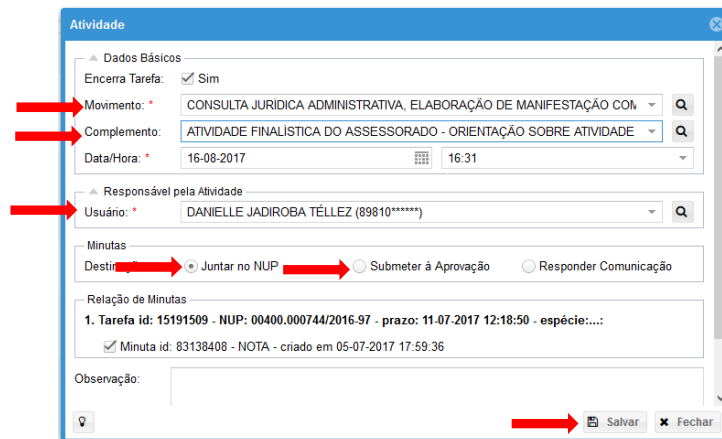 Atividade
Dados Básicos
Encerra Tarefa: Sim
Movimento: * CONSULTA JURÍDICA ADMINISTRATIVA, ELABORAÇÃO DE MANIFESTAÇÃO COM
Complemento: ATIVIDADE FINALÍSTICA DO ASSESSORADO - ORIENTAÇÃO SOBRE ATIVIDADE
Data/Hora: * 16-08-2017 16:31
Responsável pela Atividade
Usuário: * DANIELLE JADIROBA TÉLLEZ (89810******)
Minutas
Juntar no NUP Submeter à Aprovação Responder Comunicação
Relação de Minutas
1. Tarefa id: 15191509 - NUP: 00400.000744/2016-97 - prazo: 11-07-2017 12:18:50 - espécie:...:
Minuta id: 83138408 - NOTA - criado em 05-07-2017 17:59:36
Observação:
Salvar Fechar